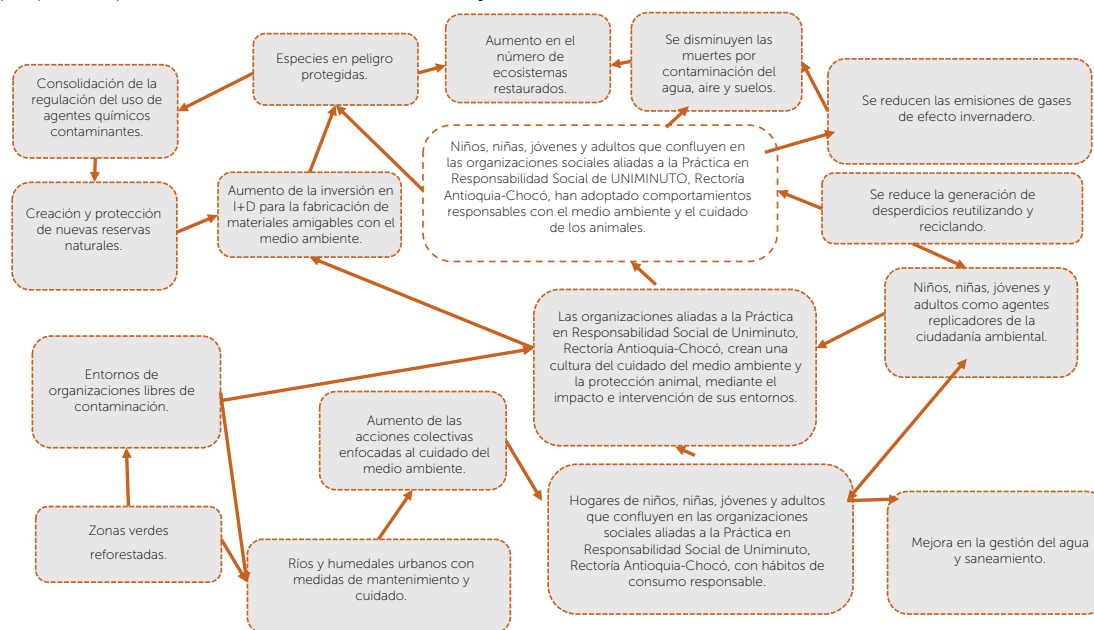 Especies en peligro
protegidas.
Aumento en el
número de
ecosistemas
restaurados.
Se disminuyen las
muertes por
contaminación del
agua, aire y suelos.
Consolidación de la
regulación del uso de
agentes químicos
contaminantes.
Se reducen las emisiones de gases
de efecto invernadero.
Niños, niñas, jóvenes y adultos que confluyen en
las organizaciones sociales aliadas a la Práctica en
Responsabilidad Social de UNIMINUTO, Rectoría
Antioquia-Chocó, han adoptado comportamientos
responsables con el medio ambiente y el cuidado
de los animales.
Creación y protección
de nuevas reservas
naturales.
Aumento de la inversión en
I+D para la fabricación de
materiales amigables con el
medio ambiente.
Se reduce la generación de
desperdicios reutilizando y
reciclando.
Niños, niñas, jóvenes y
adultos como agentes
replicadores de la
ciudadanía ambiental.
Las organizaciones aliadas a la Práctica
en Responsabilidad Social de Uniminuto,
Rectoría Antioquia-Chocó, crean una
cultura del cuidado del medio ambiente y
la protección animal, mediante el
impacto e intervención de sus entornos.
Entornos de
organizaciones libres de
contaminación.
Aumento de las
acciones colectivas
enfocadas al cuidado del
medio ambiente.
Hogares de niños, niñas, jóvenes y adultos
que confluyen en las organizaciones
sociales aliadas a la Práctica en
Responsabilidad Social de Uniminuto,
Rectoría Antioquia-Chocó, con hábitos de
consumo responsable.
Zonas verdes
reforestadas.
Ríos y humedales urbanos con
medidas de mantenimiento y
cuidado.
Mejora en la gestión del agua
y saneamiento.